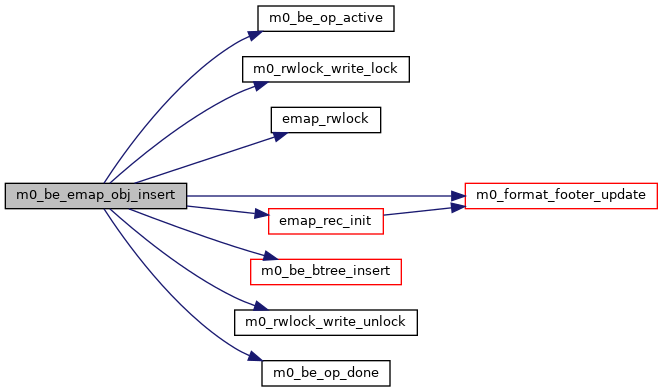 m0_be_op_active
m0_rwlock_write_lock
emap_rwlock
m0_be_emap_obj_insert
m0_format_footer_update
emap_rec_init
m0_be_btree_insert
m0_rwlock_write_unlock
m0_be_op_done